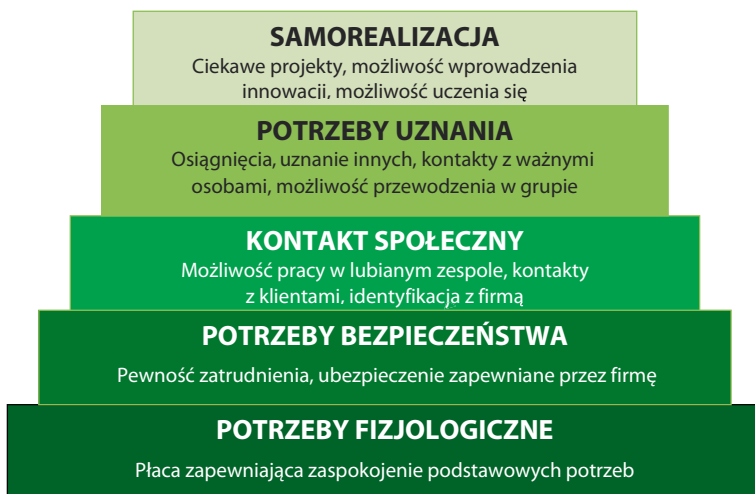 SAMOREALIZACJA
Ciekawe projekty, możliwość wprowadzenia
innowacji, możliwość uczenia się
POTRZEBY UZNANIA
Osiągnięcia, uznanie innych, kontakty z ważnymi
osobami, możliwość przewodzenia w grupie
KONTAKT SPOŁECZNY
Możliwość pracy w lubianym zespole, kontakty
z klientami, identyfikacja z firmą
POTRZEBY BEZPIECZEŃSTWA
Pewność zatrudnienia, ubezpieczenie zapewniane przez firmę
POTRZEBY FIZJOLOGICZNE
Płaca zapewniająca zaspokojenie podstawowych potrzeb